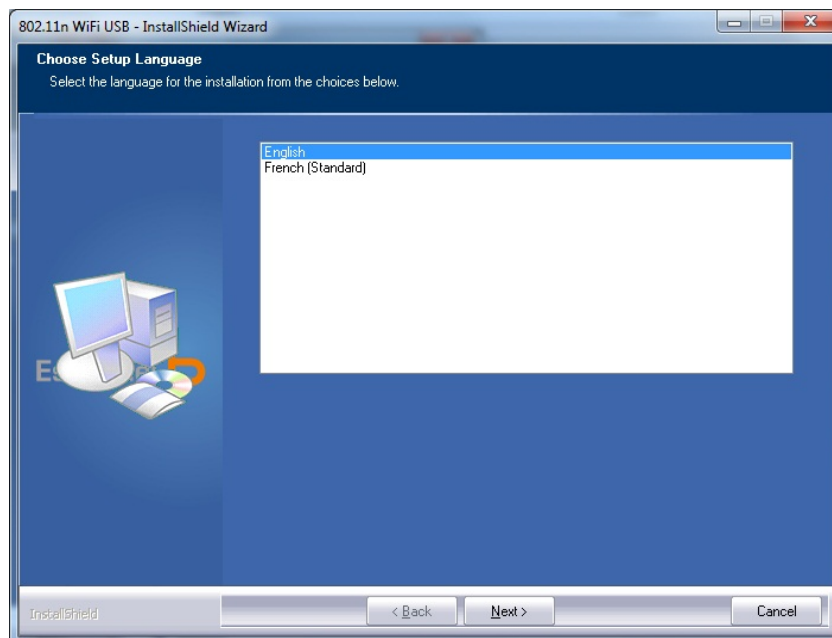 802.11n WiFi USB - InstallShield Wizard
Choose Setup Language
Select the language for the installation from the choices below.
English
French (Standard)
InstallShield
< Back
Next >
Cancel